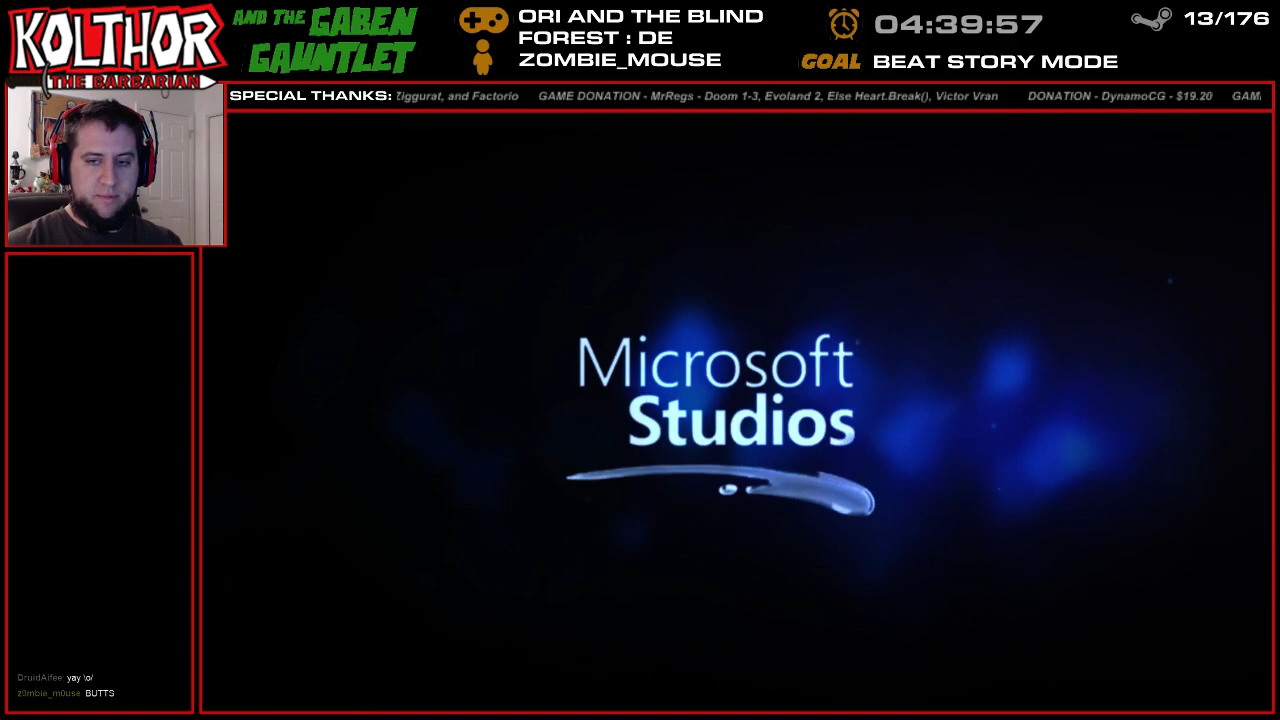 KOLTHOR
THE BARBARIAN
AND THE GABEN
GAUNTLET
ORI AND THE BLIND
FOREST : DE
ZOMBIE_MOUSE
04:39:57
GOAL BEAT STORY MODE
13/176
SPECIAL THANKS: Ziggurat, and Factorio GAME DONATION - MrRegs - Doom 1-3, Evoland 2, Else Heart.Break(), Victor Vran DONATION - DynamoCG - $19.20 GAM
Microsoft
Studios
DruidAifee: yay \o/
z0mbie_m0use: BUTTS